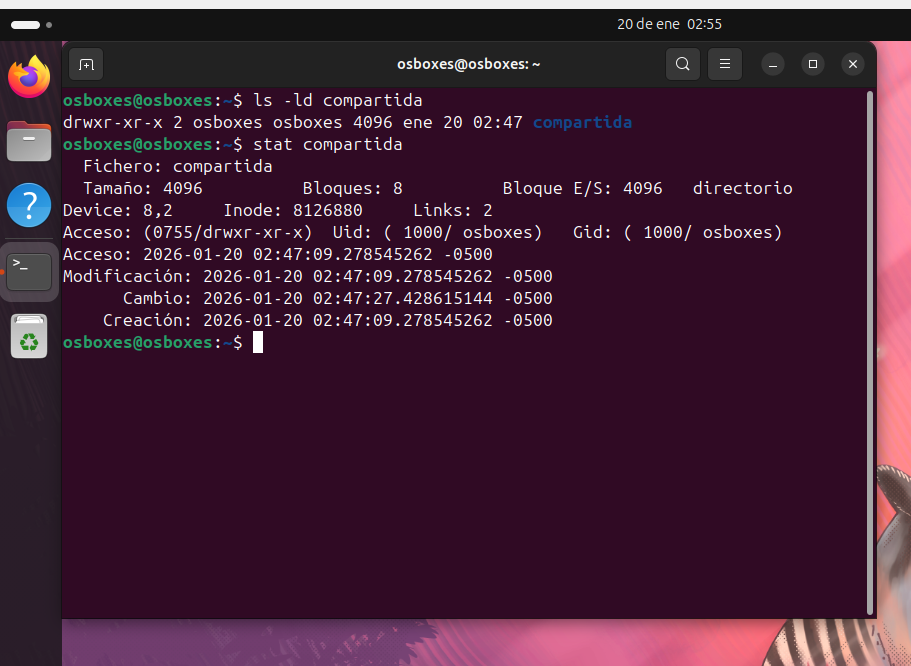 20 de ene 02:55
osboxes@osboxes: ~
osboxes@osboxes:~$ ls -ld compartida
drwxr-xr-x 2 osboxes osboxes 4096 ene 20 02:47 compartida
osboxes@osboxes:~$ stat compartida
  Fichero: compartida
  Tamaño: 4096          Bloques: 8          Bloque E/S: 4096   directorio
Device: 8,2     Inode: 8126880     Links: 2
Acceso: (0755/drwxr-xr-x)  Uid: ( 1000/ osboxes)   Gid: ( 1000/ osboxes)
Acceso: 2026-01-20 02:47:09.278545262 -0500
Modificación: 2026-01-20 02:47:09.278545262 -0500
      Cambio: 2026-01-20 02:47:27.428615144 -0500
    Creación: 2026-01-20 02:47:09.278545262 -0500
osboxes@osboxes:~$